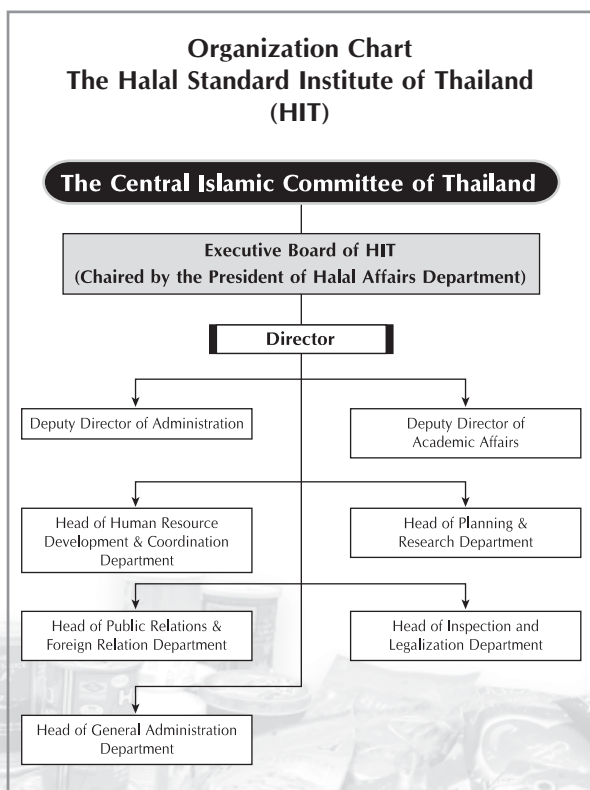 Organization Chart
The Halal Standard Institute of Thailand
(HIT)
The Central Islamic Committee of Thailand
Executive Board of HIT
(Chaired by the President of Halal Affairs Department)
Director
Deputy Director of Administration
Deputy Director of
Academic Affairs
Head of Human Resource
Development & Coordination
Department
Head of Planning &
Research Department
Head of Public Relations &
Foreign Relation Department
Head of Inspection and
Legalization Department
Head of General Administration
Department